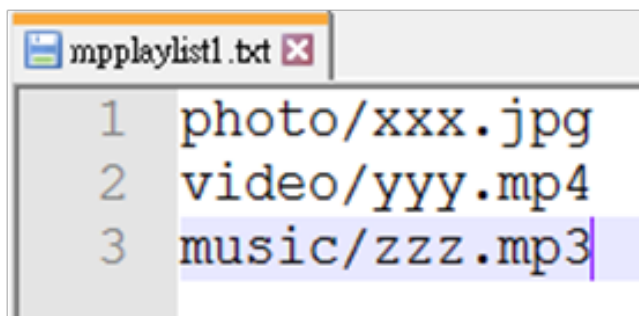 mpplaylist1.txt
1 photo/xxx.jpg
2 video/yyy.mp4
3 music/zzz.mp3